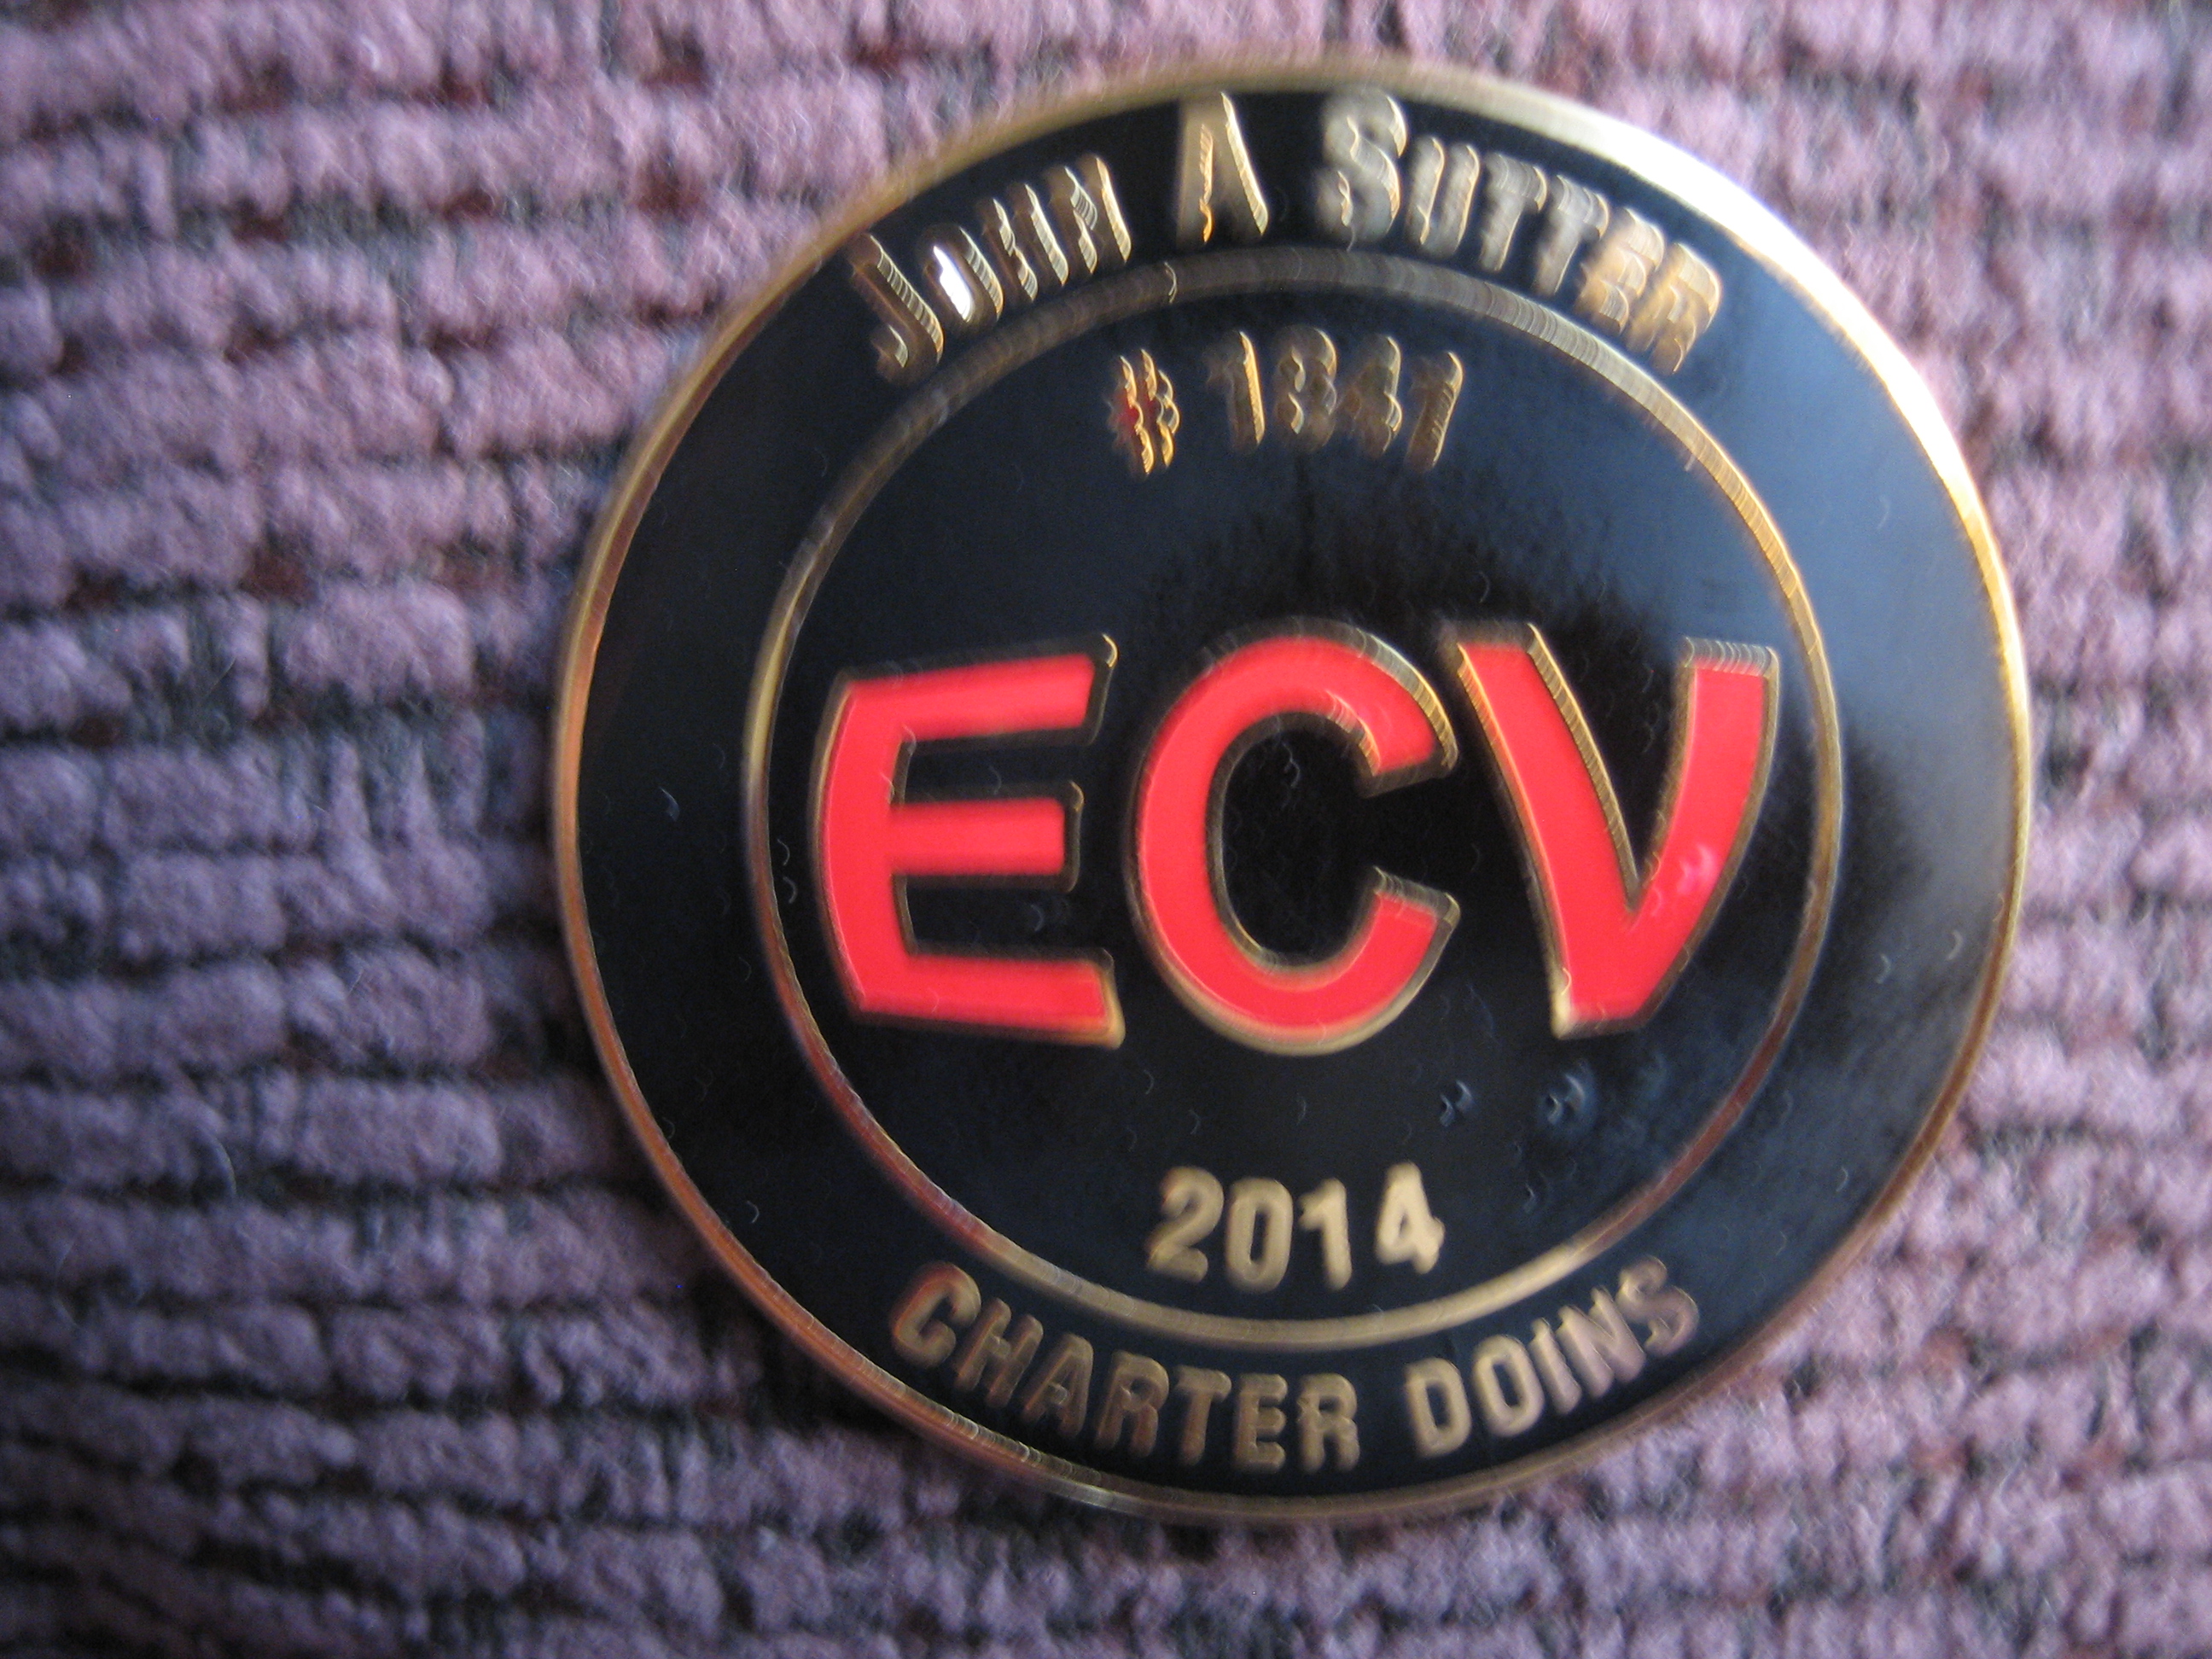 JOHN A SUTTER
# 1841
ECV
2014
CHARTER DOINS